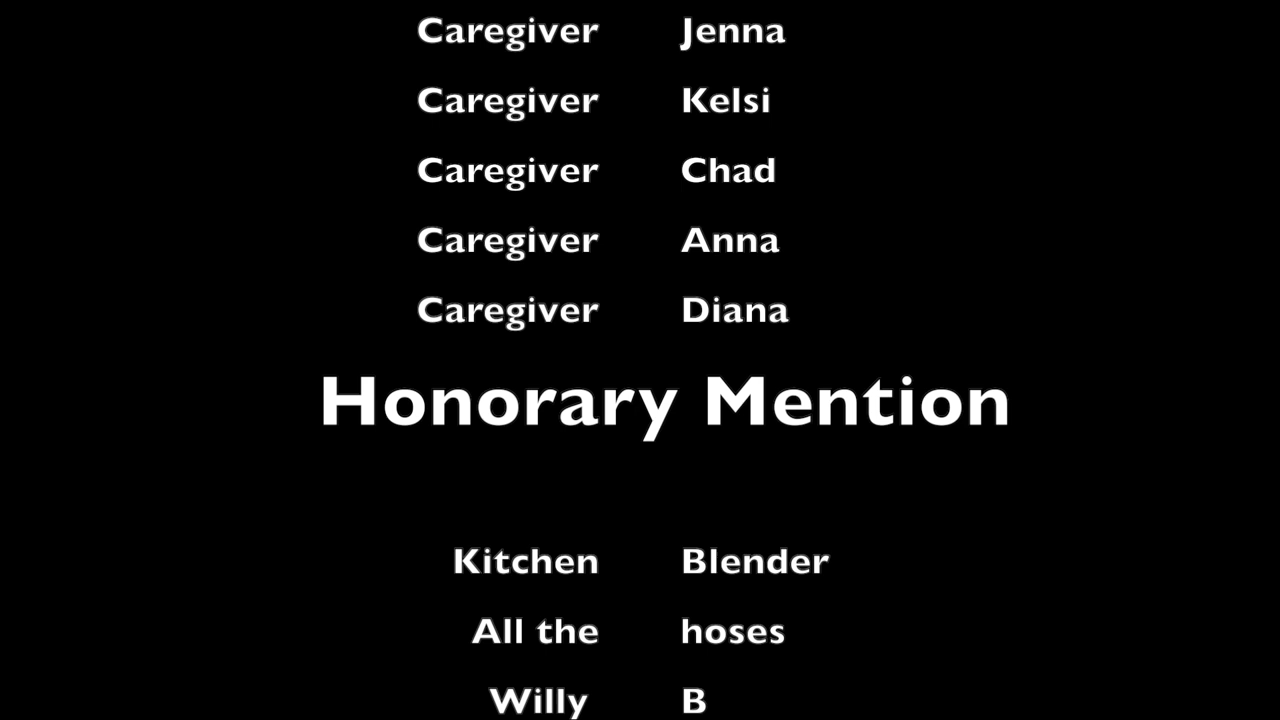 Caregiver Jenna
Caregiver Kelsi
Caregiver Chad
Caregiver Anna
Caregiver Diana
Honorary Mention
Kitchen Blender
All the hoses
Willy B